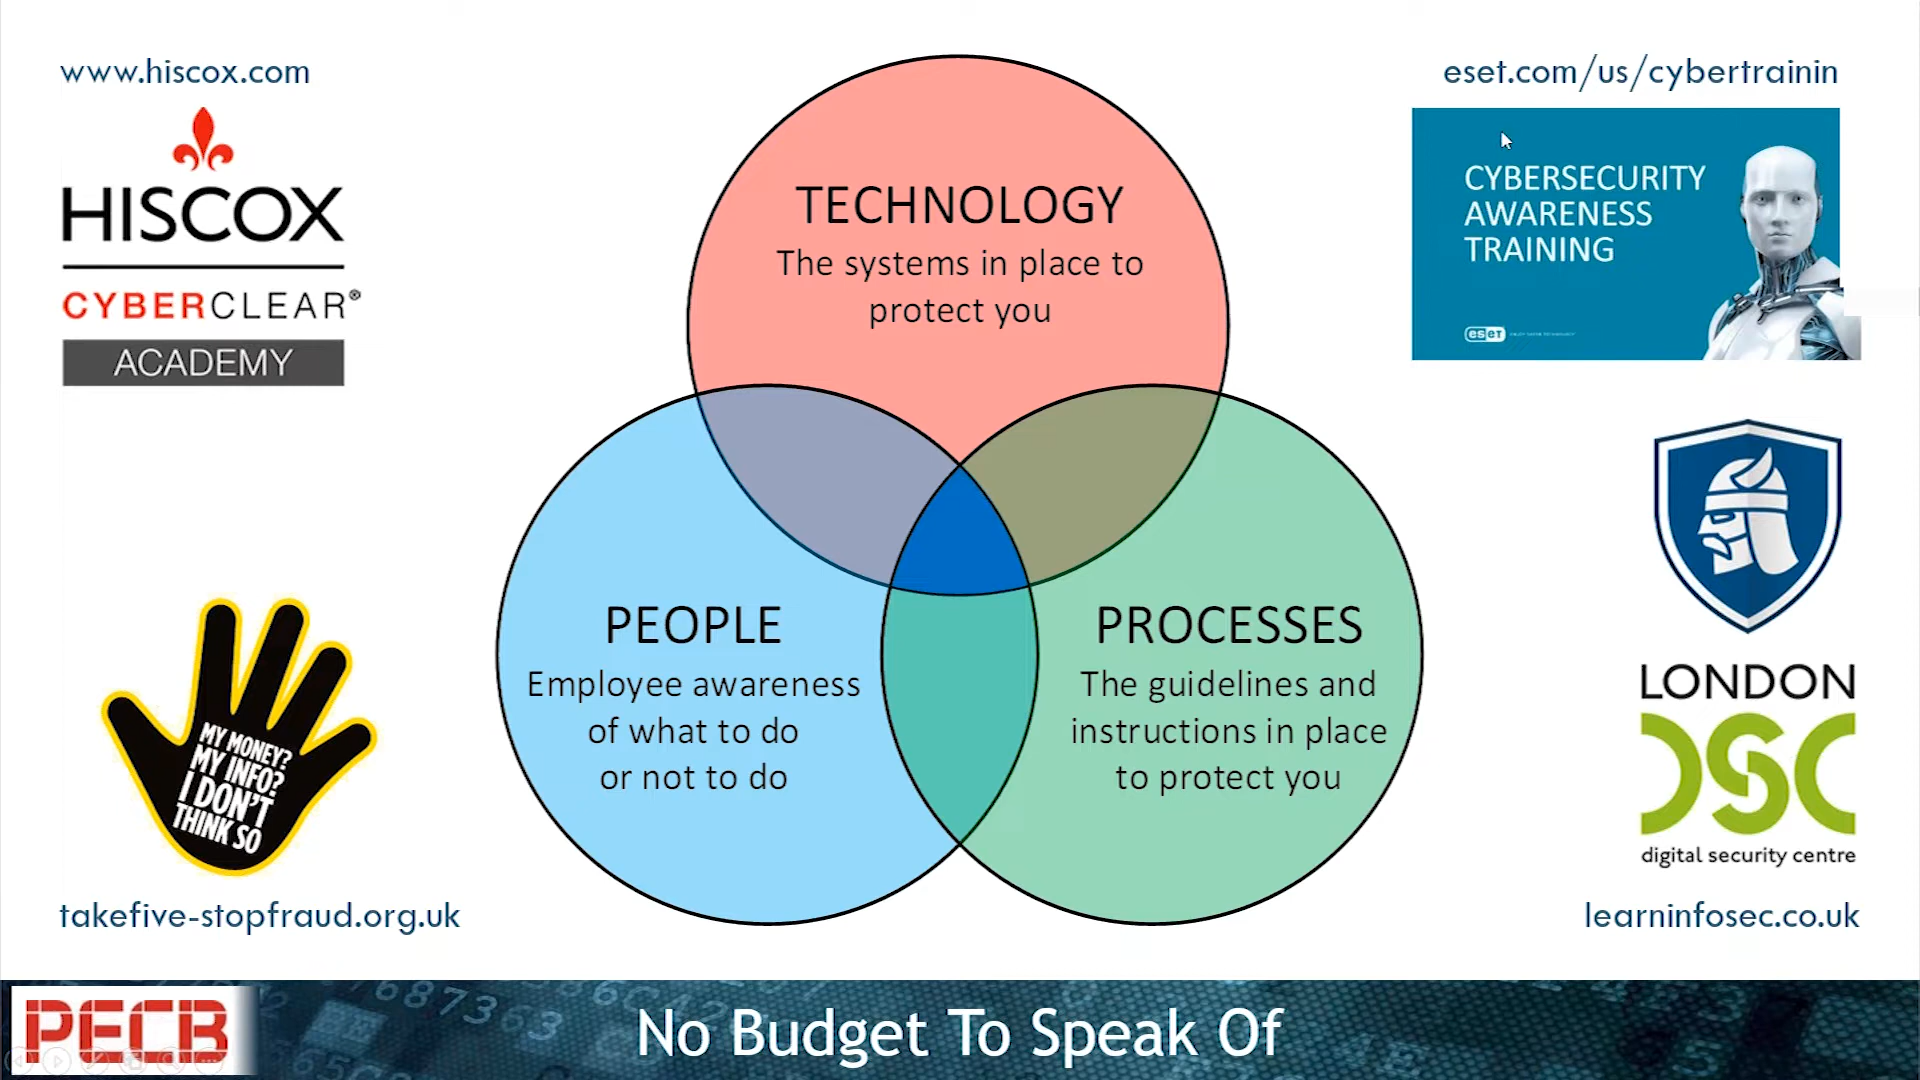 www.hiscox.com
HISCOX
CYBERCLEAR®
ACADEMY
eset.com/us/cybertrainin
CYBERSECURITY
AWARENESS
TRAINING
eset
TECHNOLOGY
The systems in place to
protect you
PEOPLE
Employee awareness
of what to do
or not to do
PROCESSES
The guidelines and
instructions in place
to protect you
MY MONEY?
MY INFO?
I DON'T
THINK SO
takefive-stopfraud.org.uk
LONDON
DSC
digital security centre
learninfosec.co.uk
PECB
No Budget To Speak Of